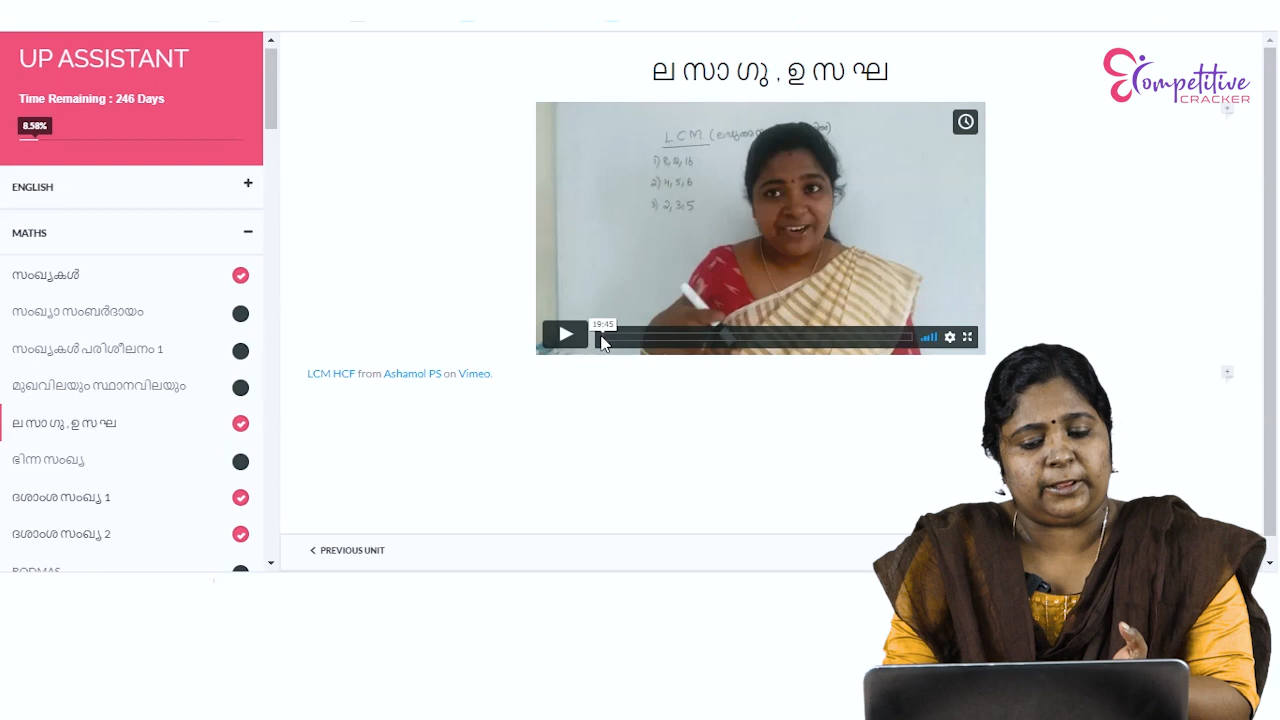 UP ASSISTANT
Time Remaining : 246 Days
8.58%
ENGLISH
MATHS
സംഖ്യകൾ
സംഖ്യാ സംബർദായം
സംഖ്യകൾ പരിശീലനം 1
മുഖവിലയും സ്ഥാനവിലയും
ല സാ ഗു , ഉ സ ഘ
ഭിന്ന സംഖ്യ
ദശാംശ സംഖ്യ 1
ദശാംശ സംഖ്യ 2
BODMAS
ല സാ ഗു , ഉ സ ഘ
Competitive
CRACKER
LCM
1) 8, 12, 16
2) 4, 5, 6
3) 2, 3, 5
19:45
LCM HCF from Ashamol PS on Vimeo.
PREVIOUS UNIT